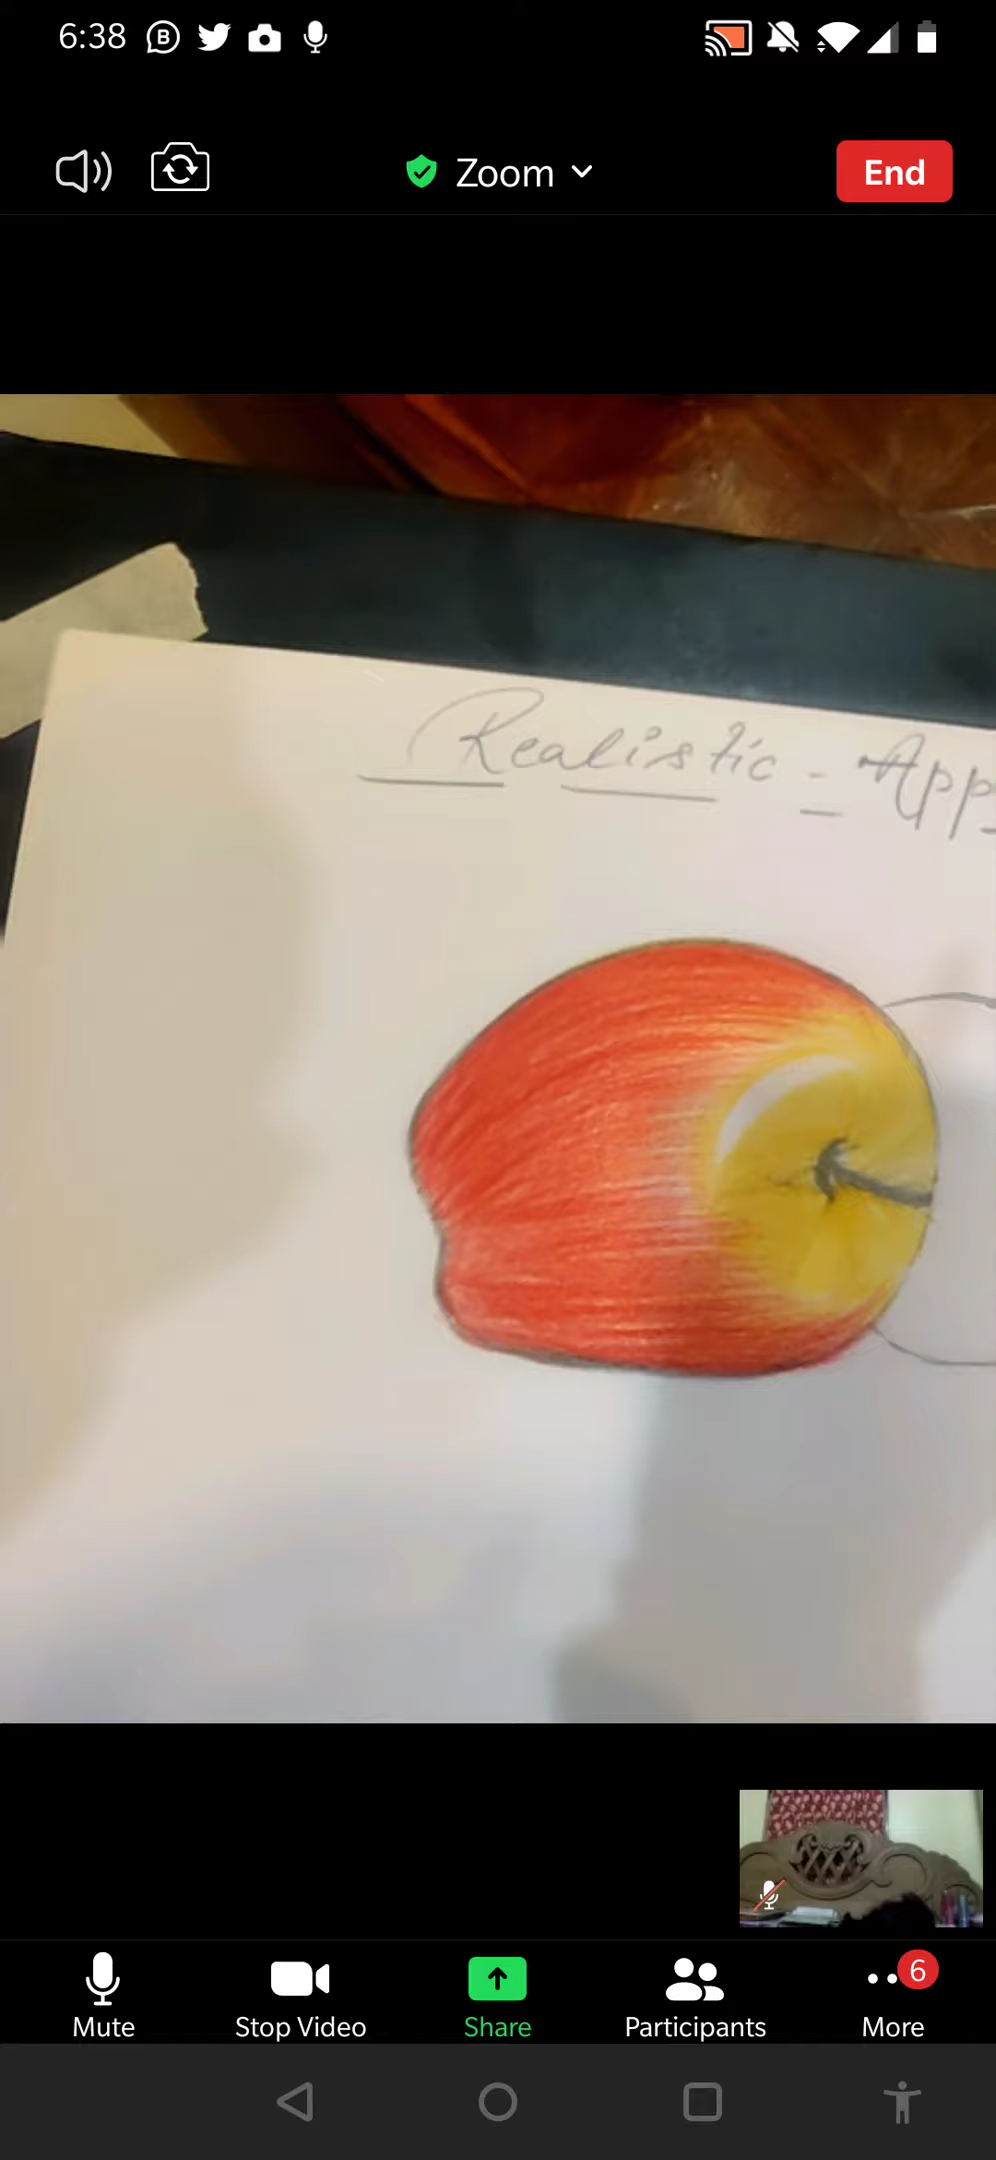 6:38
Zoom
End
Realistic - App
Mute
Stop Video
Share
Participants
6
More